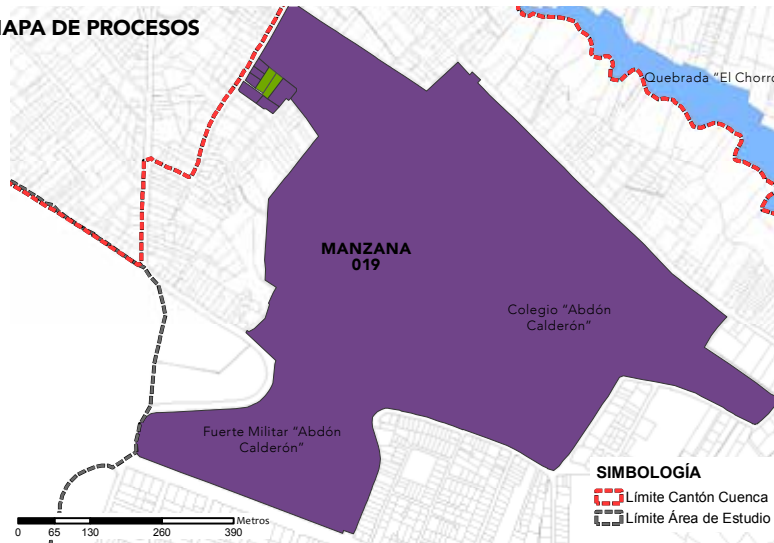 MAPA DE PROCESOS
Quebrada "El Chorro
MANZANA
019
Colegio "Abdón
Calderón"
Fuerte Militar "Abdón
Calderón"
SIMBOLOGÍA
Límite Cantón Cuenca
Límite Área de Estudio
Metros
0 65 130 260 390